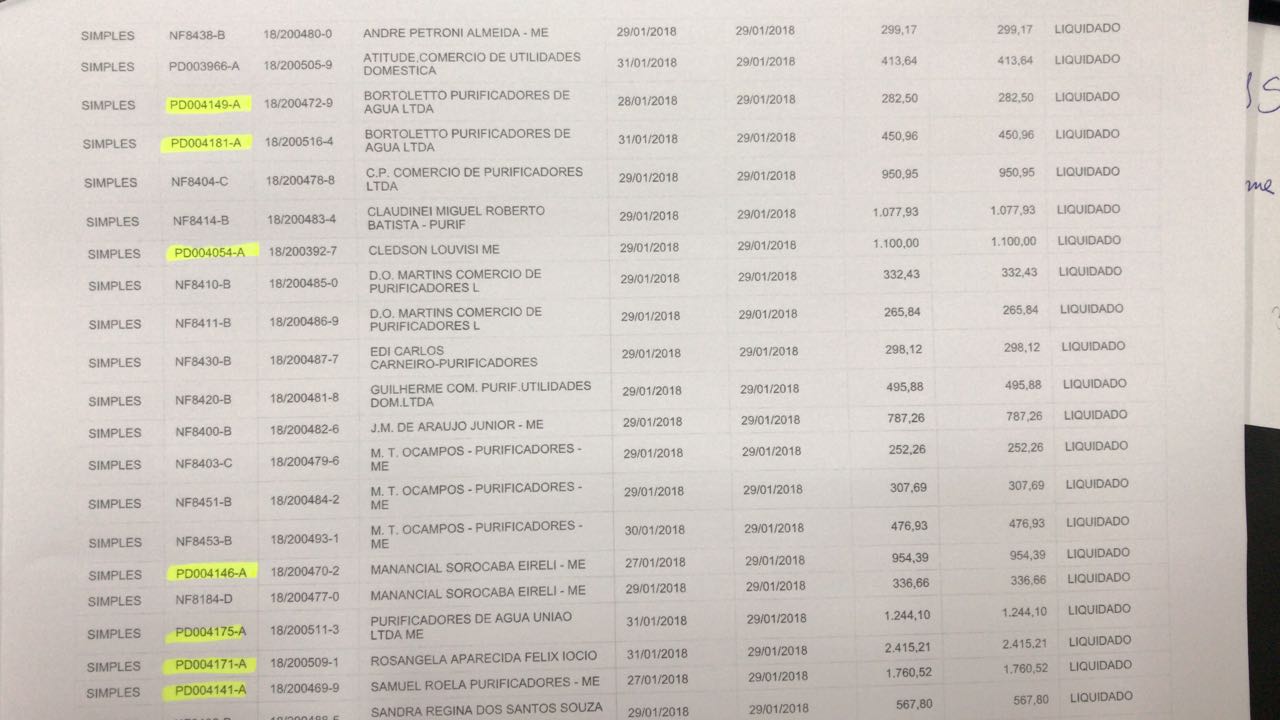 SIMPLES NF8438-B 18/200480-0 ANDRE PETRONI ALMEIDA - ME 29/01/2018 29/01/2018 299,17 299,17 LIQUIDADO
SIMPLES PD003966-A 18/200505-9 ATITUDE,COMERCIO DE UTILIDADES 31/01/2018 29/01/2018 413,64 413,64 LIQUIDADO
DOMESTICA
SIMPLES PD004149-A 18/200472-9 BORTOLETTO PURIFICADORES DE 28/01/2018 29/01/2018 282,50 282,50 LIQUIDADO
AGUA LTDA
SIMPLES PD004181-A 18/200516-4 BORTOLETTO PURIFICADORES DE 31/01/2018 29/01/2018 450,96 450,96 LIQUIDADO
AGUA LTDA
SIMPLES NF8404-C 18/200478-8 C.P. COMERCIO DE PURIFICADORES 29/01/2018 29/01/2018 950,95 950,95 LIQUIDADO
LTDA
SIMPLES NF8414-B 18/200483-4 CLAUDINEI MIGUEL ROBERTO 29/01/2018 29/01/2018 1.077,93 1.077,93 LIQUIDADO
BATISTA - PURIF
SIMPLES PD004054-A 18/200392-7 CLEDSON LOUVISI ME 29/01/2018 29/01/2018 1.100,00 1.100,00 LIQUIDADO
SIMPLES NF8410-B 18/200485-0 D.O. MARTINS COMERCIO DE 29/01/2018 29/01/2018 332,43 332,43 LIQUIDADO
PURIFICADORES L
SIMPLES NF8411-B 18/200486-9 D.O. MARTINS COMERCIO DE 29/01/2018 29/01/2018 265,84 265,84 LIQUIDADO
PURIFICADORES L
SIMPLES NF8430-B 18/200487-7 EDI CARLOS 29/01/2018 29/01/2018 298,12 298,12 LIQUIDADO
CARNEIRO-PURIFICADORES
SIMPLES NF8420-B 18/200481-8 GUILHERME COM. PURIF.UTILIDADES 29/01/2018 29/01/2018 495,88 495,88 LIQUIDADO
DOM.LTDA
SIMPLES NF8400-B 18/200482-6 J.M. DE ARAUJO JUNIOR - ME 29/01/2018 29/01/2018 787,26 787,26 LIQUIDADO
SIMPLES NF8403-C 18/200479-6 M. T. OCAMPOS - PURIFICADORES - 29/01/2018 29/01/2018 252,26 252,26 LIQUIDADO
ME
SIMPLES NF8451-B 18/200484-2 M. T. OCAMPOS - PURIFICADORES - 29/01/2018 29/01/2018 307,69 307,69 LIQUIDADO
ME
SIMPLES NF8453-B 18/200493-1 M. T. OCAMPOS - PURIFICADORES - 30/01/2018 29/01/2018 476,93 476,93 LIQUIDADO
ME
SIMPLES PD004146-A 18/200470-2 MANANCIAL SOROCABA EIRELI - ME 27/01/2018 29/01/2018 954,39 954,39 LIQUIDADO
SIMPLES NF8184-D 18/200477-0 MANANCIAL SOROCABA EIRELI - ME 29/01/2018 29/01/2018 336,66 336,66 LIQUIDADO
SIMPLES PD004175-A 18/200511-3 PURIFICADORES DE AGUA UNIAO 31/01/2018 29/01/2018 1.244,10 1.244,10 LIQUIDADO
LTDA ME
SIMPLES PD004171-A 18/200509-1 ROSANGELA APARECIDA FELIX IOCIO 31/01/2018 29/01/2018 2.415,21 2.415,21 LIQUIDADO
SIMPLES PD004141-A 18/200469-9 SAMUEL ROELA PURIFICADORES - ME 27/01/2018 29/01/2018 1.760,52 1.760,52 LIQUIDADO
SANDRA REGINA DOS SANTOS SOUZA 29/01/2018 29/01/2018 567,80 567,80 LIQUIDADO
me